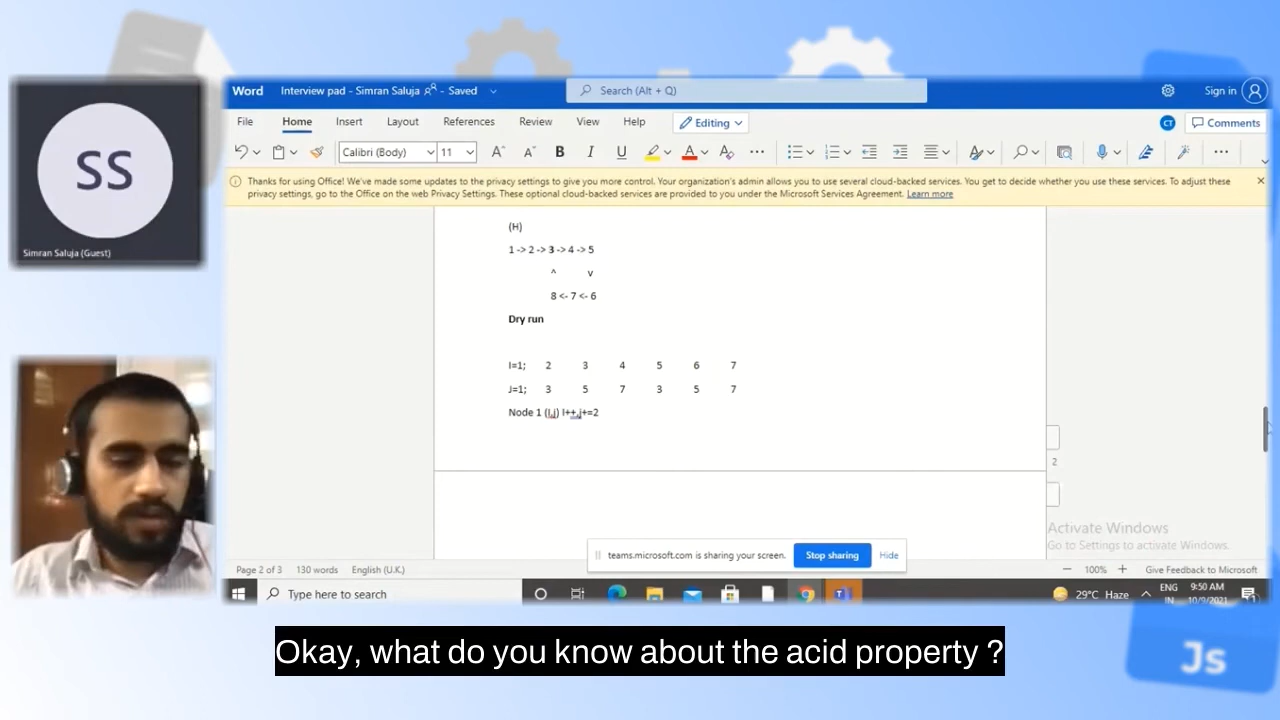 SS
Simran Saluja (Guest)
Word Interview pad - Simran Saluja - Saved Search (Alt + Q) Sign in
File Home Insert Layout References Review View Help Editing CT Comments
Calibri (Body) 11 A A B I U A A
Thanks for using Office! We've made some updates to the privacy settings to give you more control. Your organization's admin allows you to use several cloud-backed services. You get to decide whether you use these services. To adjust these
privacy settings, go to the Office on the web Privacy Settings. These optional cloud-backed services are provided to you under the Microsoft Services Agreement. Learn more
(H)
1 -> 2 -> 3 -> 4 -> 5
^ v
8 <- 7 <- 6
Dry run
I=1; 2 3 4 5 6 7
J=1; 3 5 7 3 5 7
Node 1 (I,j) I++,j+=2
2
Activate Windows
Go to Settings to activate Windows.
teams.microsoft.com is sharing your screen. Stop sharing Hide
Page 2 of 3 130 words English (U.K.) 100% Give Feedback to Microsoft
Type here to search 29°C Haze ENG IN 9:50 AM 10/9/2021
Js
Okay, what do you know about the acid property ?